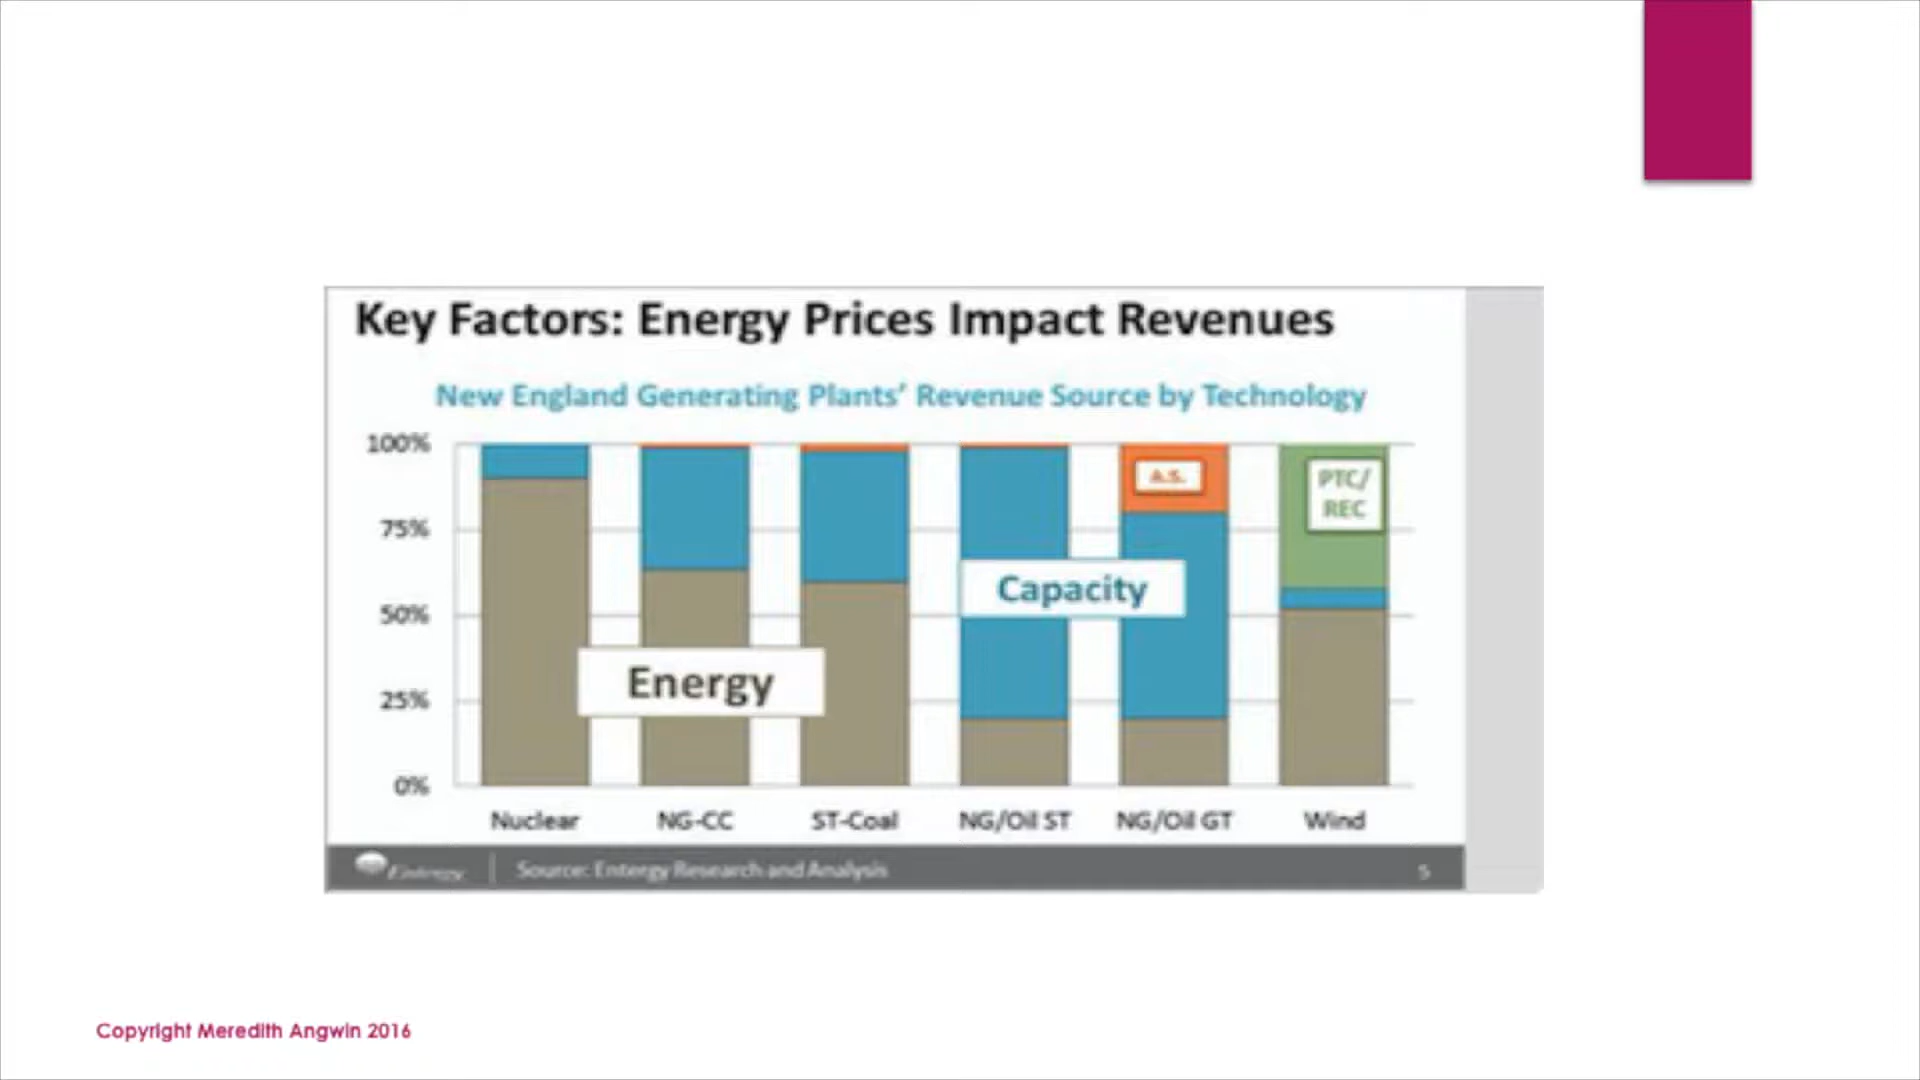 Key Factors: Energy Prices Impact Revenues
New England Generating Plants' Revenue Source by Technology
100%
75%
50%
25%
0%
A.S.
PTC/
REC
Capacity
Energy
Nuclear
NG-CC
ST-Coal
NG/Oil ST
NG/Oil GT
Wind
Entergy
Source: Entergy Research and Analysis
5
Copyright Meredith Angwin 2016